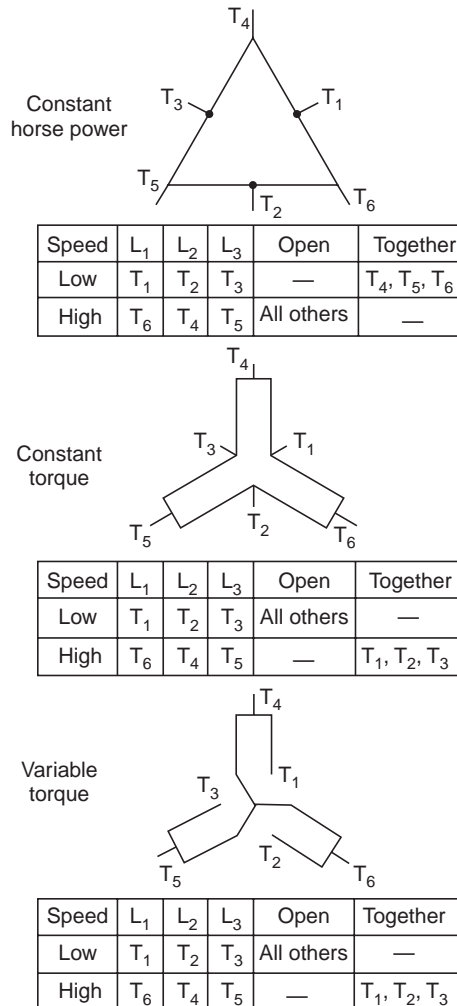 T₄
Constant
horse power
T₃ T₁
T₅ T₂ T₆
Speed L₁ L₂ L₃ Open Together
Low T₁ T₂ T₃ — T₄, T₅, T₆
High T₆ T₄ T₅ All others —
T₄
Constant
torque
T₃ T₁
T₅ T₂ T₆
Speed L₁ L₂ L₃ Open Together
Low T₁ T₂ T₃ All others —
High T₆ T₄ T₅ — T₁, T₂, T₃
T₄
Variable
torque
T₃ T₁
T₅ T₂ T₆
Speed L₁ L₂ L₃ Open Together
Low T₁ T₂ T₃ All others —
High T₆ T₄ T₅ — T₁, T₂, T₃